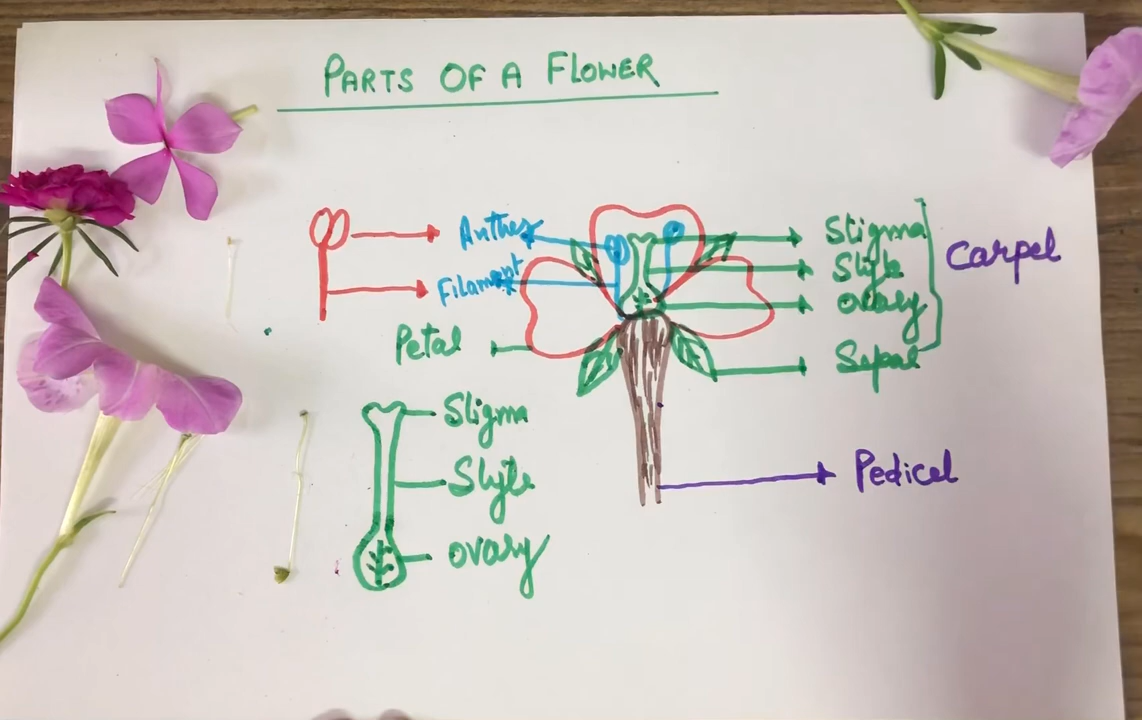 PARTS OF A FLOWER
Anther
Filament
Petal
Stigma
Style
Ovary
Sepal
Carpel
Stigma
Style
Ovary
Pedicel